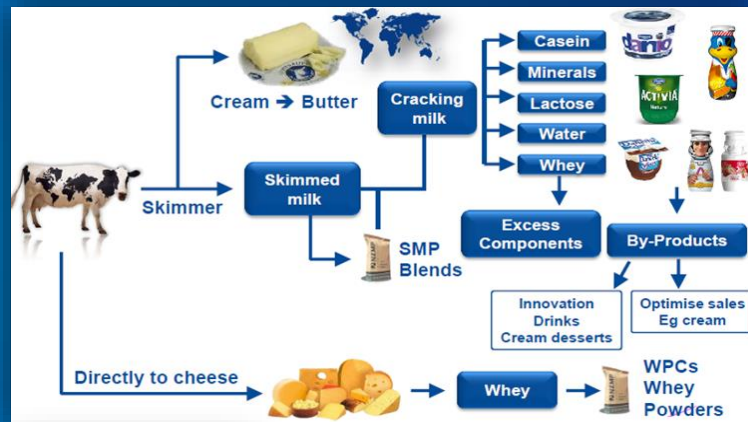 Cream → Butter
Cracking
milk
Casein
Minerals
Lactose
Water
Whey
danio
ACTIVIA
Skimmer
Skimmed
milk
SMP
Blends
Excess
Components
By-Products
Innovation
Drinks
Cream desserts
Optimise sales
Eg cream
Directly to cheese
Whey
WPCs
Whey
Powders